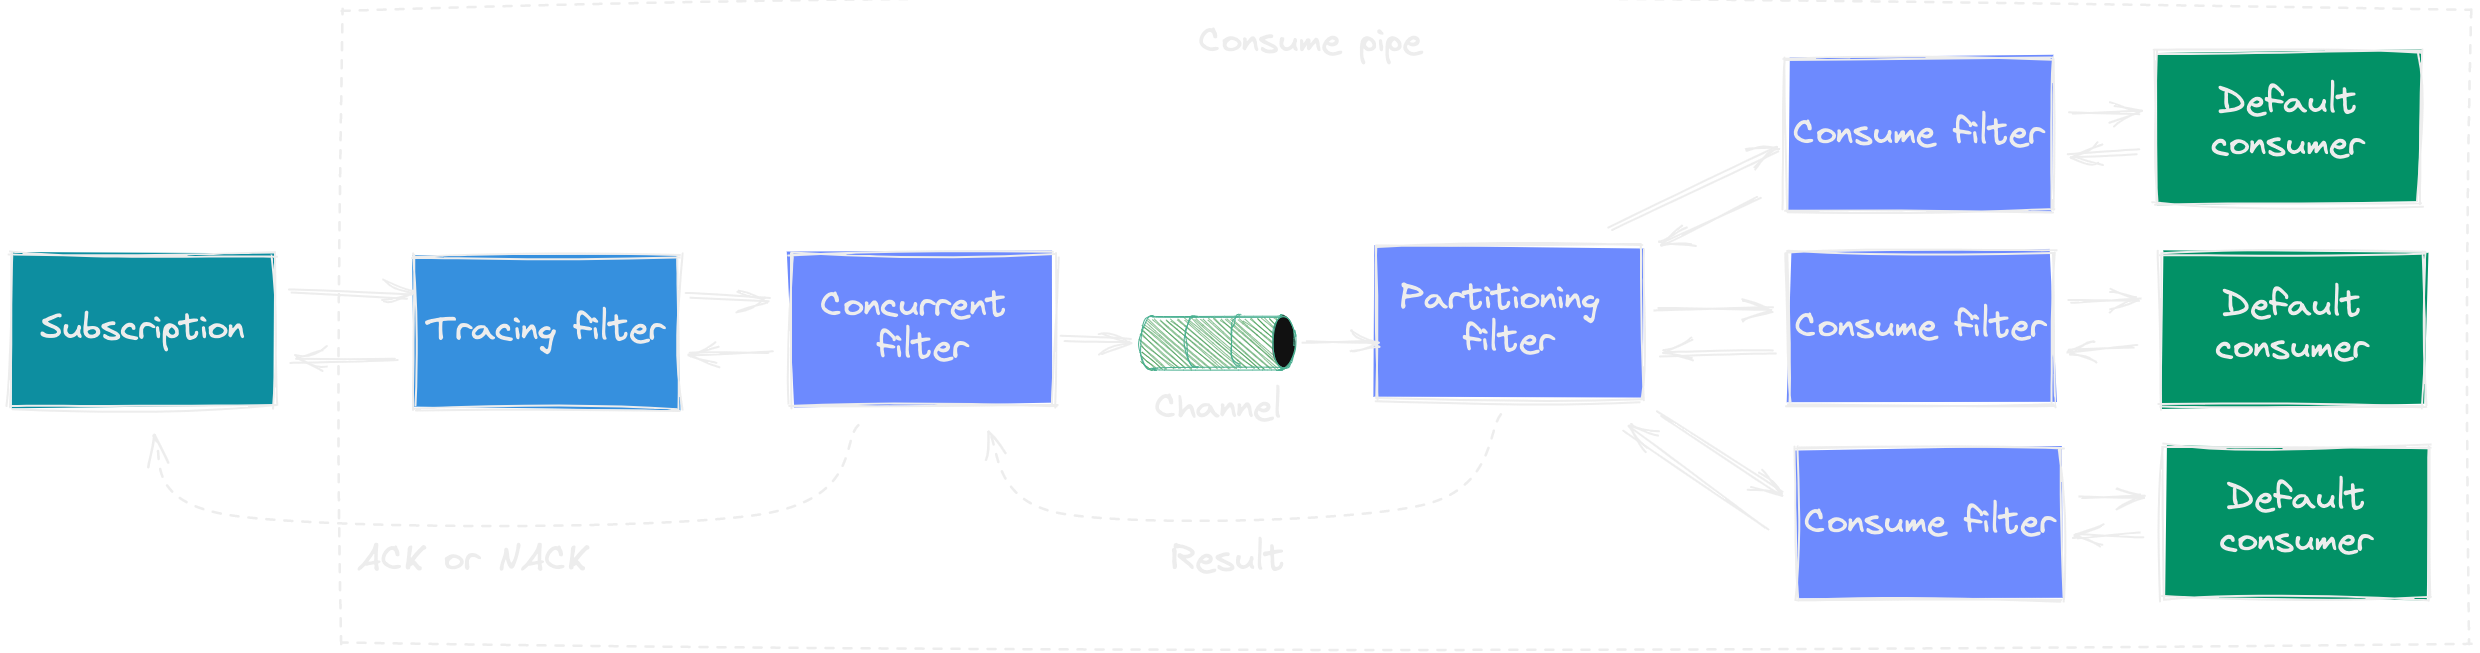 Consume pipe
Subscription
Tracing filter
Concurrent
filter
Channel
Partitioning
filter
Consume filter
Default
consumer
Consume filter
Default
consumer
Consume filter
Default
consumer
ACK or NACK
Result